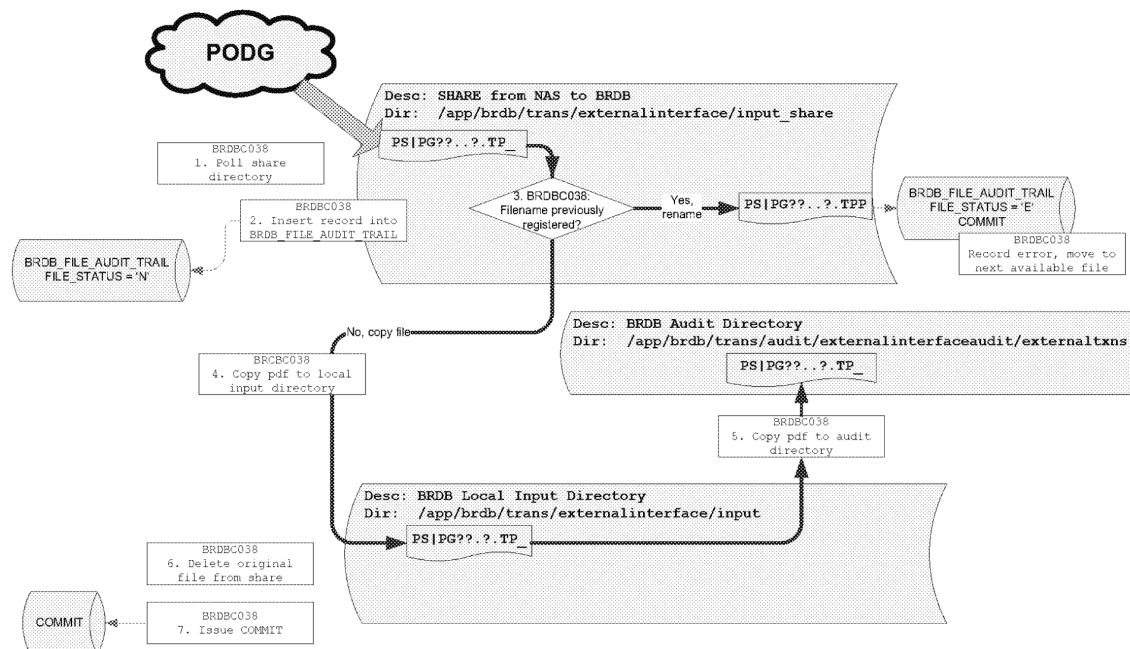 PODG
Desc: SHARE from NAS to BRDB
Dir: /app/brdb/trans/externalinterface/input_share
PS|PG??..?.TP_
BRDBC038
1. Poll share
directory
3. BRDBC038:
Filename previously
registered?
Yes,
rename
PS|PG??..?.TPP
BRDB_FILE_AUDIT_TRAIL
FILE_STATUS = 'E'
COMMIT
BRDBC038
Record error, move to
next available file
BRDBC038
2. Insert record into
BRDB_FILE_AUDIT_TRAIL
BRDB_FILE_AUDIT_TRAIL
FILE_STATUS = 'N'
No, copy file
Desc: BRDB Audit Directory
Dir: /app/brdb/trans/audit/externalinterfaceaudit/externaltxns
PS|PG??..?.TP_
BRCBC038
4. Copy pdf to local
input directory
BRDBC038
5. Copy pdf to audit
directory
Desc: BRDB Local Input Directory
Dir: /app/brdb/trans/externalinterface/input
PS|PG??.?.TP_
BRDBC038
6. Delete original
file from share
BRDBC038
7. Issue COMMIT
COMMIT